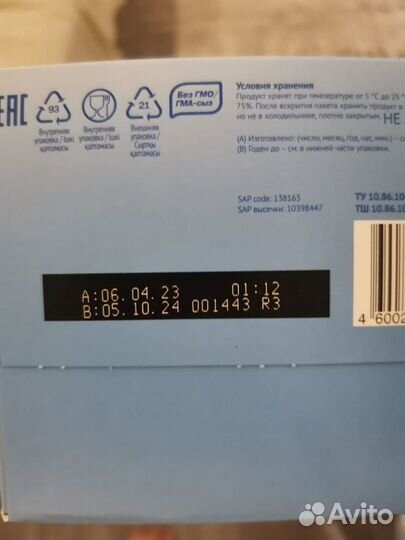 EAC
93
21
Без ГМО/
ГМА-сыз
Внутренняя
упаковка / Ішкі
қаптамасы
Внутренняя
упаковка / Ішкі
қаптамасы
Внешняя
упаковка /
Сыртқы
қаптамасы
Условия хранения
Продукт хранят при температуре от 5 °С до 25 °
75%. После вскрытия пакета хранить продукт в
но не в холодильнике, плотно закрытым. НЕ
(А) Изготовлено: (число, месяц, год, час, мин.) – см.
(В) Годен до – см. в нижней части упаковки.
SAP code: 138163
SAP высечки: 10398447
ТУ 10.86.10
ТШ 10.86.10
A:06.04.23 01:12
B:05.10.24 001443 R3
4 6002
Avito